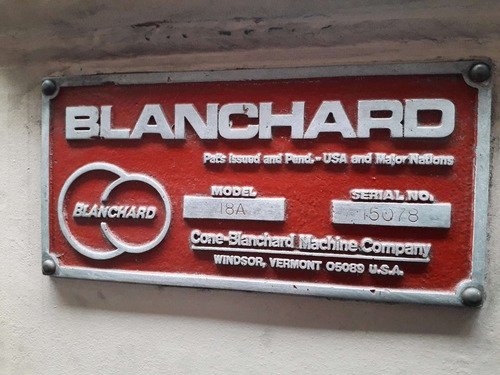 BLANCHARD
Pat's Issued and Pend. - USA and Major Nations
BLANCHARD
MODEL
18A
SERIAL NO.
15078
Cone-Blanchard Machine Company
WINDSOR, VERMONT 05089 U.S.A.